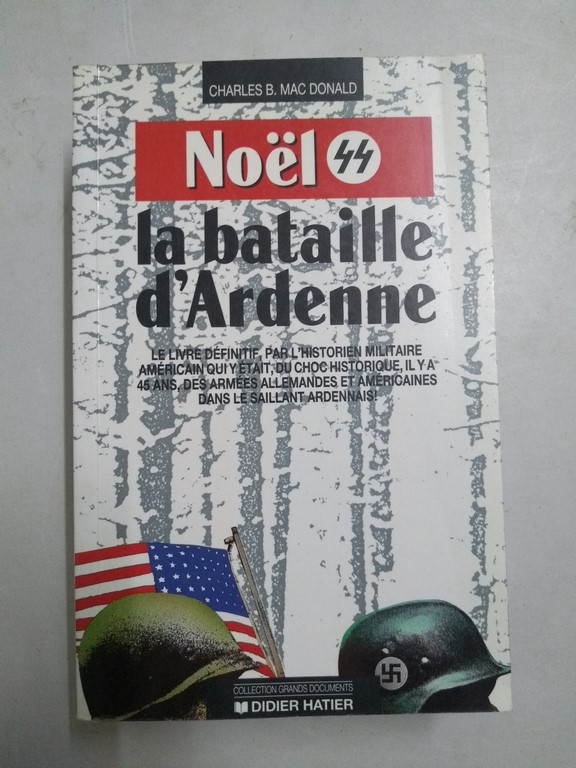 CHARLES B. MAC DONALD
Noël 44
la bataille
d'Ardenne
LE LIVRE DÉFINITIF, PAR L'HISTORIEN MILITAIRE
AMÉRICAIN QUI Y ÉTAIT, DU CHOC HISTORIQUE, IL Y A
45 ANS, DES ARMÉES ALLEMANDES ET AMÉRICAINES
DANS LE SAILLANT ARDENNAIS!
COLLECTION GRANDS DOCUMENTS
DIDIER HATIER